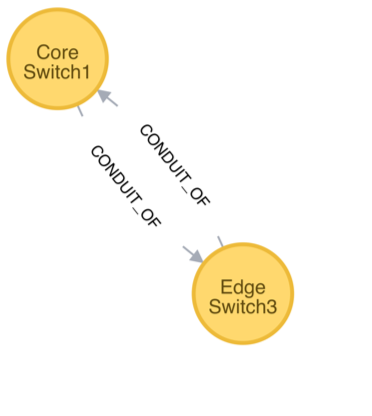 Core
Switch1
CONDUIT_OF
CONDUIT_OF
Edge
Switch3